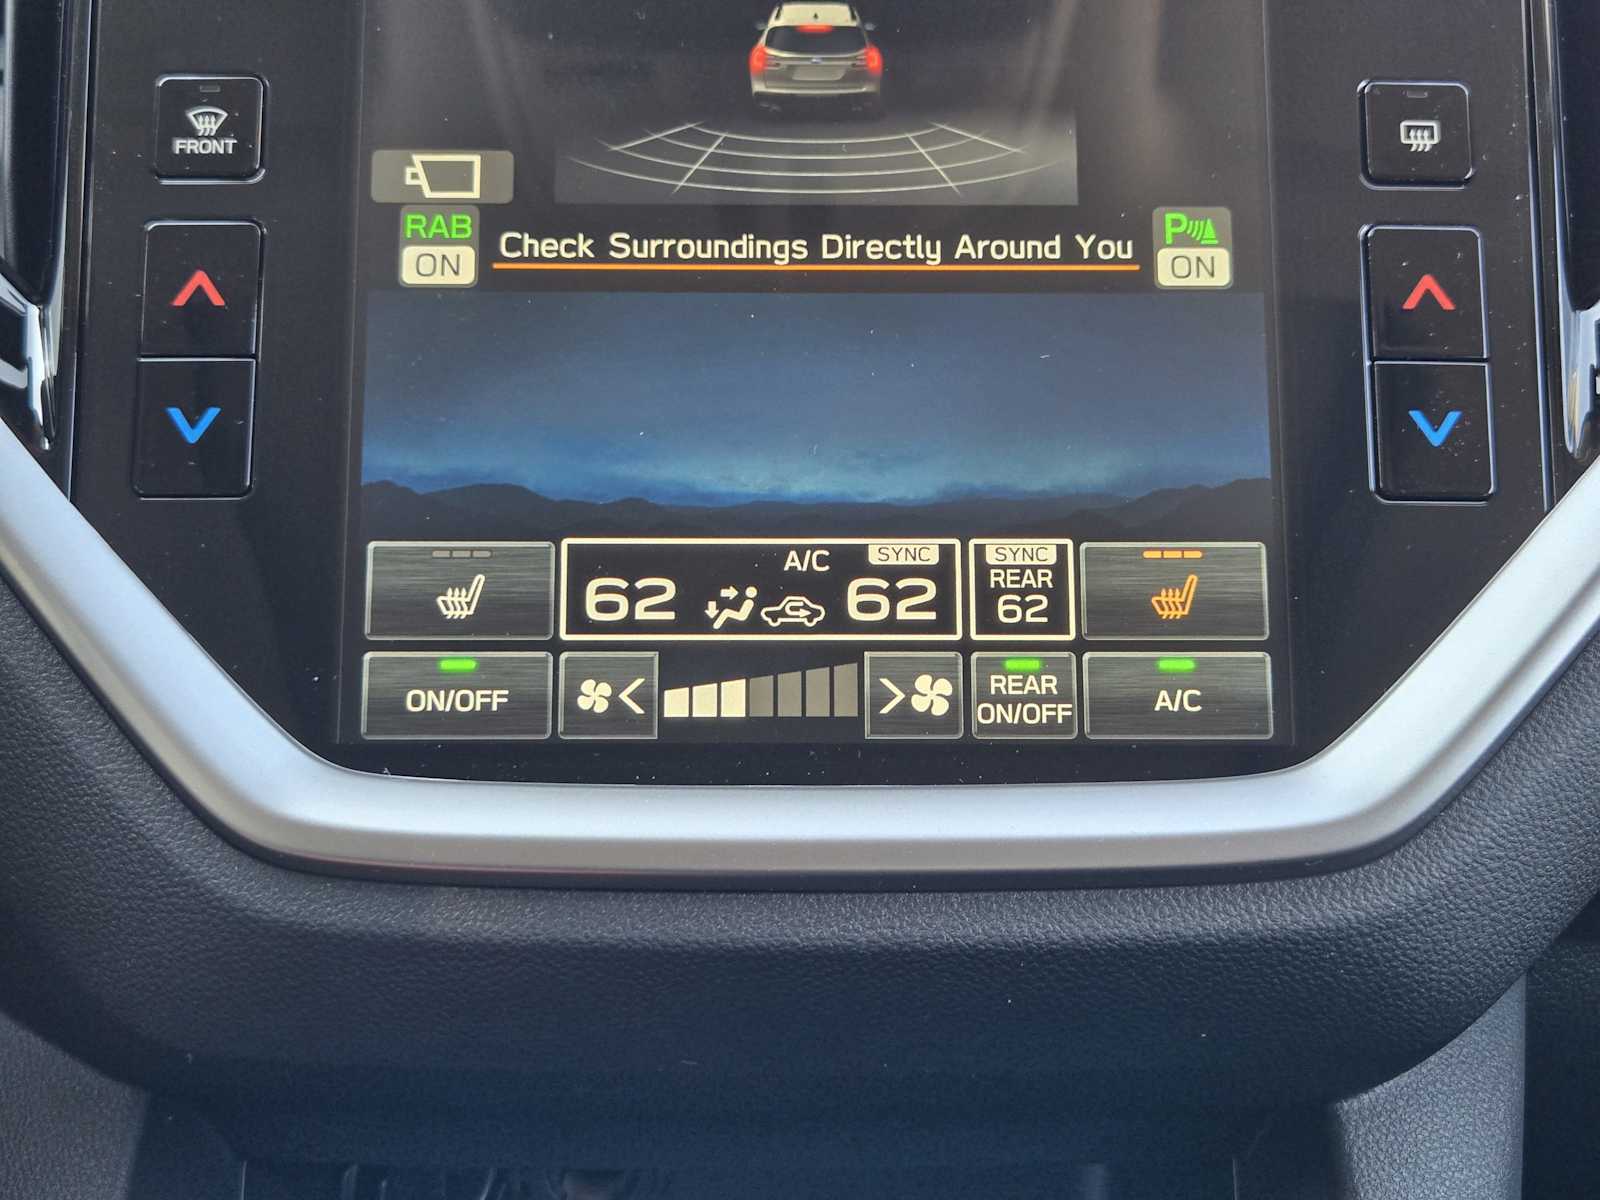 FRONT
RAB
ON
Check Surroundings Directly Around You
P
ON
A/C
SYNC
62
62
SYNC
REAR
62
ON/OFF
REAR
ON/OFF
A/C